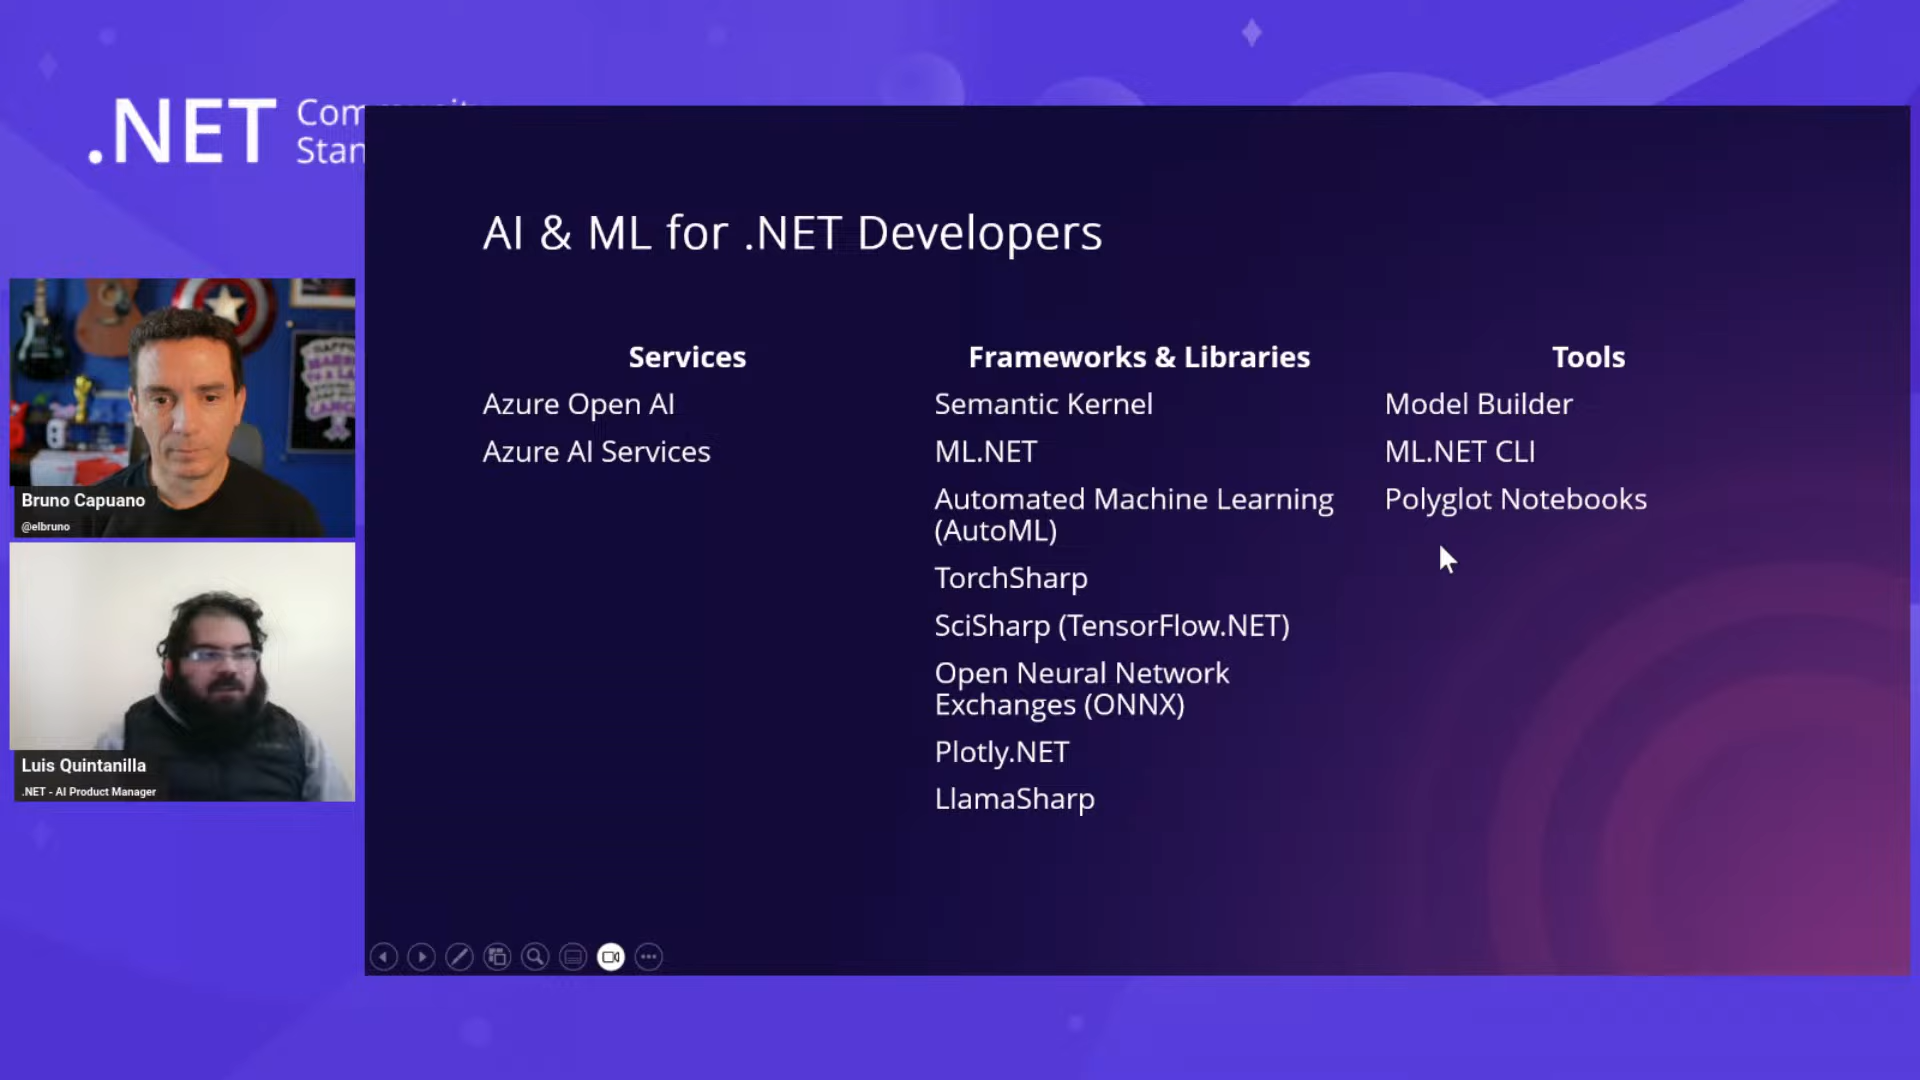 .NET
Com
Stan
AI & ML for .NET Developers
Services
Azure Open AI
Azure AI Services
Frameworks & Libraries
Semantic Kernel
ML.NET
Automated Machine Learning
(AutoML)
TorchSharp
SciSharp (TensorFlow.NET)
Open Neural Network
Exchanges (ONNX)
Plotly.NET
LlamaSharp
Tools
Model Builder
ML.NET CLI
Polyglot Notebooks
Bruno Capuano
@elbruno
Luis Quintanilla
.NET - AI Product Manager